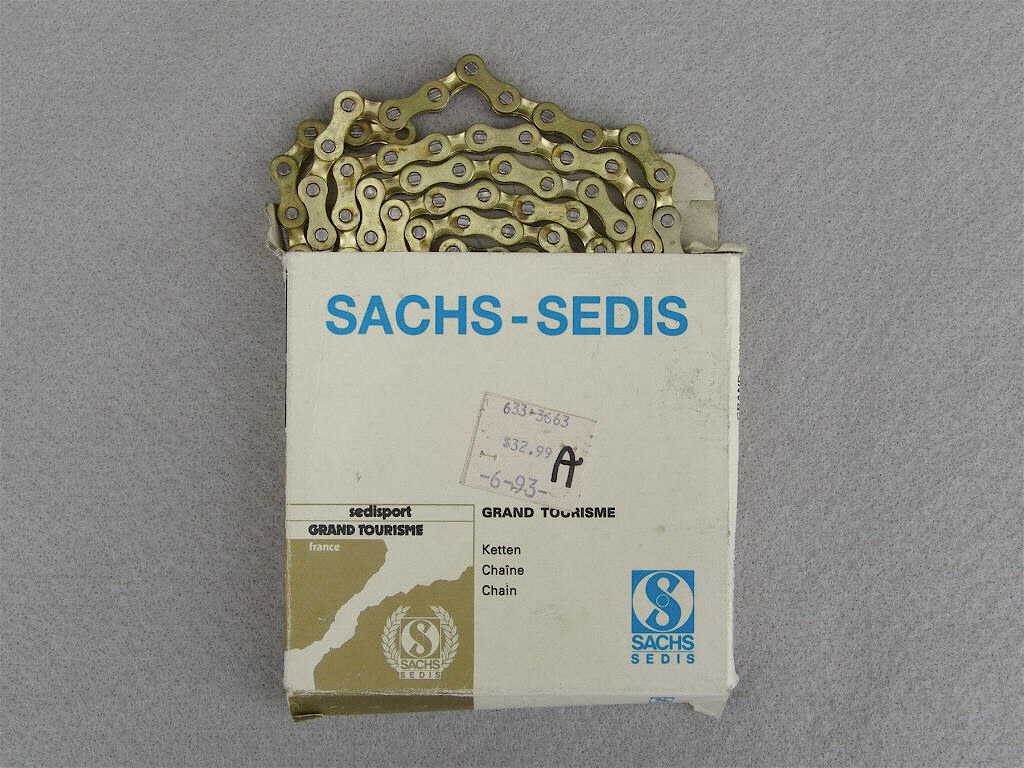 SACHS-SEDIS
633-3663
$32.99
A
-6-93-
sedisport
GRAND TOURISME
france
GRAND TOURISME
Ketten
Chaîne
Chain
S
SACHS
SEDIS
S
SACHS
SEDIS
GRAND